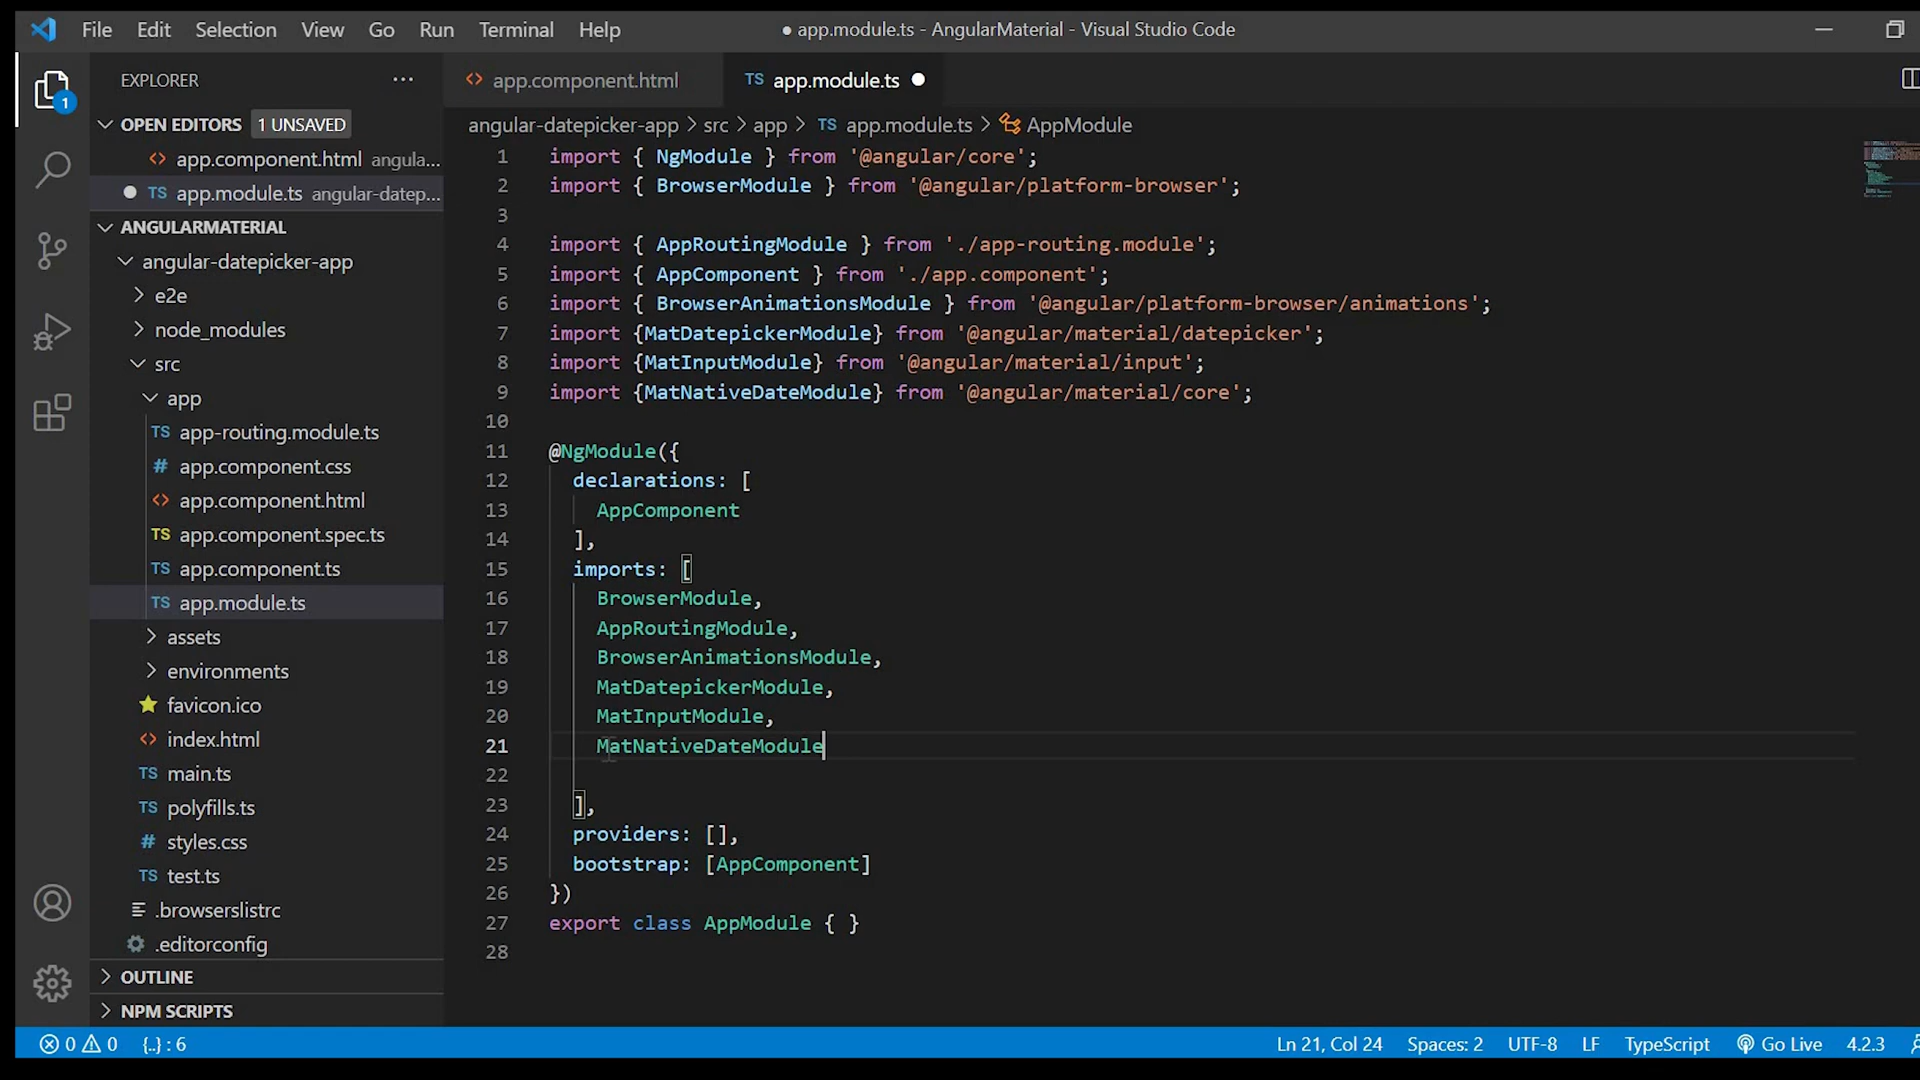 File Edit Selection View Go Run Terminal Help ● app.module.ts - AngularMaterial - Visual Studio Code
EXPLORER ···
app.component.html
TS app.module.ts
OPEN EDITORS 1 UNSAVED
app.component.html angula...
TS app.module.ts angular-datep...
ANGULARMATERIAL
angular-datepicker-app
e2e
node_modules
src
app
TS app-routing.module.ts
# app.component.css
<> app.component.html
TS app.component.spec.ts
TS app.component.ts
TS app.module.ts
assets
environments
favicon.ico
<> index.html
TS main.ts
TS polyfills.ts
# styles.css
TS test.ts
.browserslistrc
.editorconfig
OUTLINE
NPM SCRIPTS
1
angular-datepicker-app > src > app > TS app.module.ts > AppModule
1 import { NgModule } from '@angular/core';
2 import { BrowserModule } from '@angular/platform-browser';
3
4 import { AppRoutingModule } from './app-routing.module';
5 import { AppComponent } from './app.component';
6 import { BrowserAnimationsModule } from '@angular/platform-browser/animations';
7 import {MatDatepickerModule} from '@angular/material/datepicker';
8 import {MatInputModule} from '@angular/material/input';
9 import {MatNativeDateModule} from '@angular/material/core';
10
11 @NgModule({
12 declarations: [
13 AppComponent
14 ],
15 imports: [
16 BrowserModule,
17 AppRoutingModule,
18 BrowserAnimationsModule,
19 MatDatepickerModule,
20 MatInputModule,
21 MatNativeDateModule
22
23 ],
24 providers: [],
25 bootstrap: [AppComponent]
26 })
27 export class AppModule { }
28
0 0 {..} : 6 Ln 21, Col 24 Spaces: 2 UTF-8 LF TypeScript Go Live 4.2.3